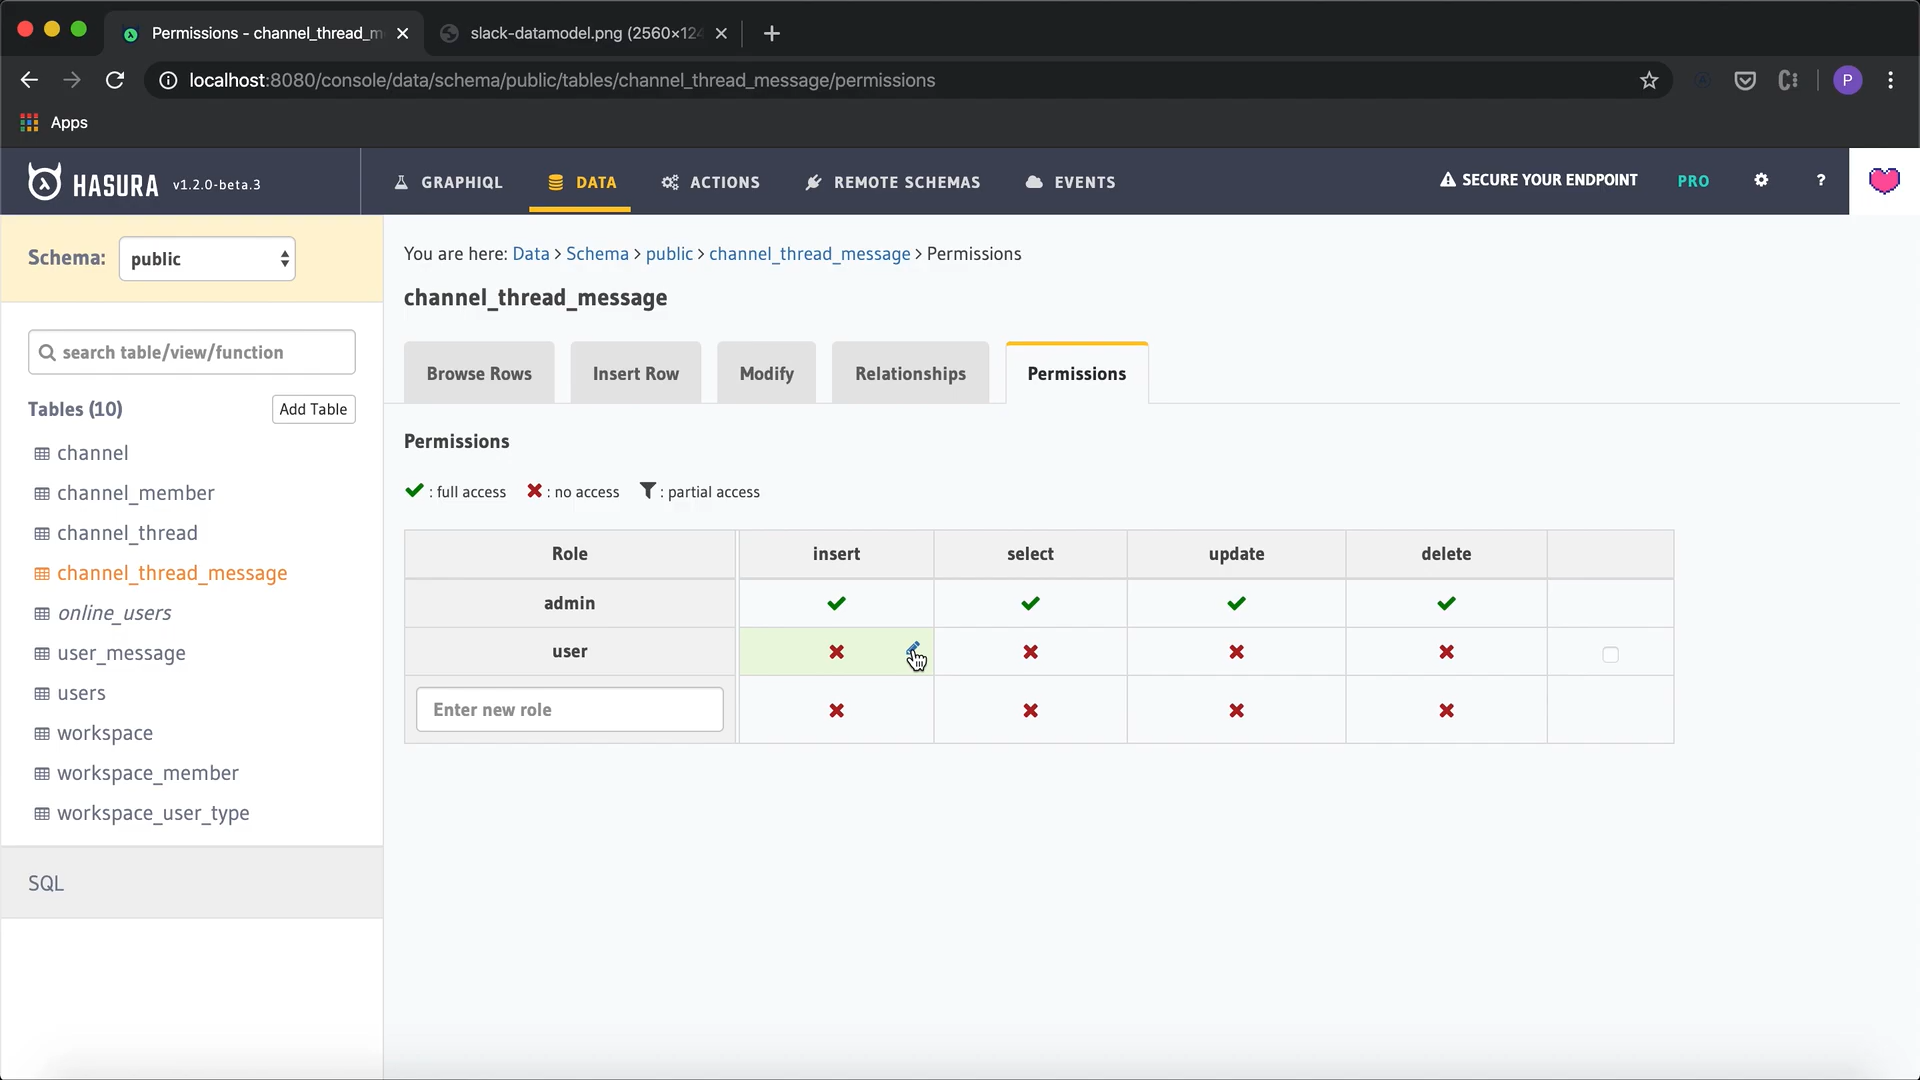 Permissions - channel_thread_m
slack-datamodel.png (2560×124
localhost:8080/console/data/schema/public/tables/channel_thread_message/permissions
P
Apps
HASURA v1.2.0-beta.3
GRAPHIQL
DATA
ACTIONS
REMOTE SCHEMAS
EVENTS
SECURE YOUR ENDPOINT
PRO
?
Schema: public
search table/view/function
Tables (10)
Add Table
channel
channel_member
channel_thread
channel_thread_message
online_users
user_message
users
workspace
workspace_member
workspace_user_type
SQL
You are here: Data > Schema > public > channel_thread_message > Permissions
channel_thread_message
Browse Rows
Insert Row
Modify
Relationships
Permissions
Permissions
: full access : no access : partial access
Role insert select update delete
admin
user
Enter new role